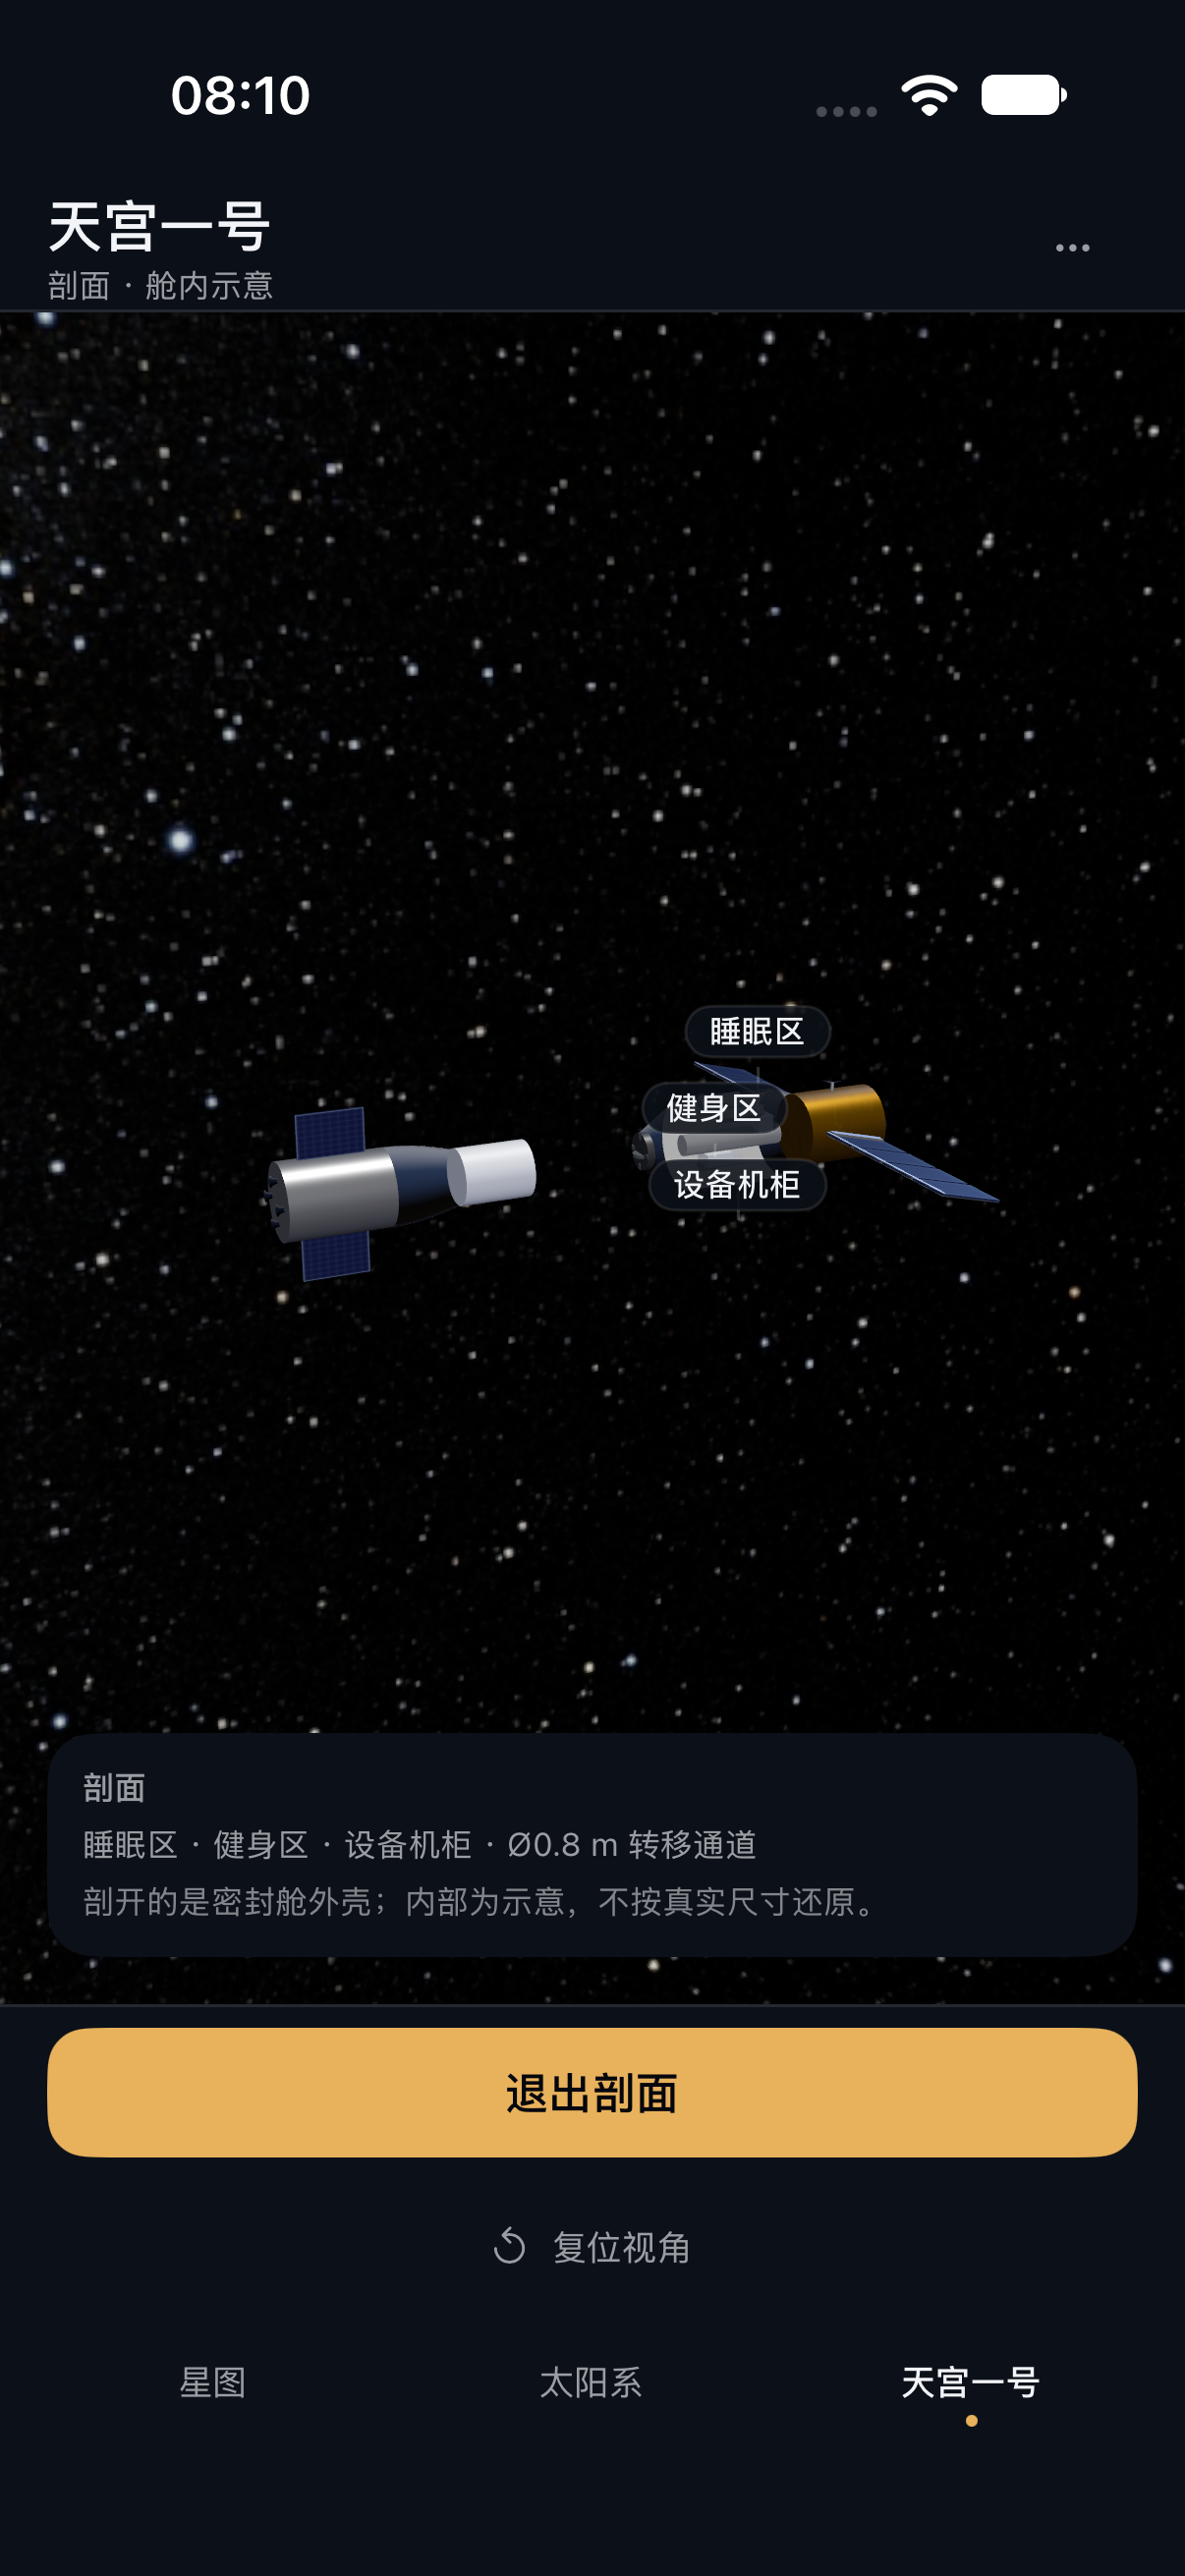 08:10
天宫一号
剖面 · 舱内示意
睡眠区
健身区
设备机柜
剖面
睡眠区 · 健身区 · 设备机柜 · Ø0.8 m 转移通道
剖开的是密封舱外壳；内部为示意，不按真实尺寸还原。
退出剖面
复位视角
星图
太阳系
天宫一号